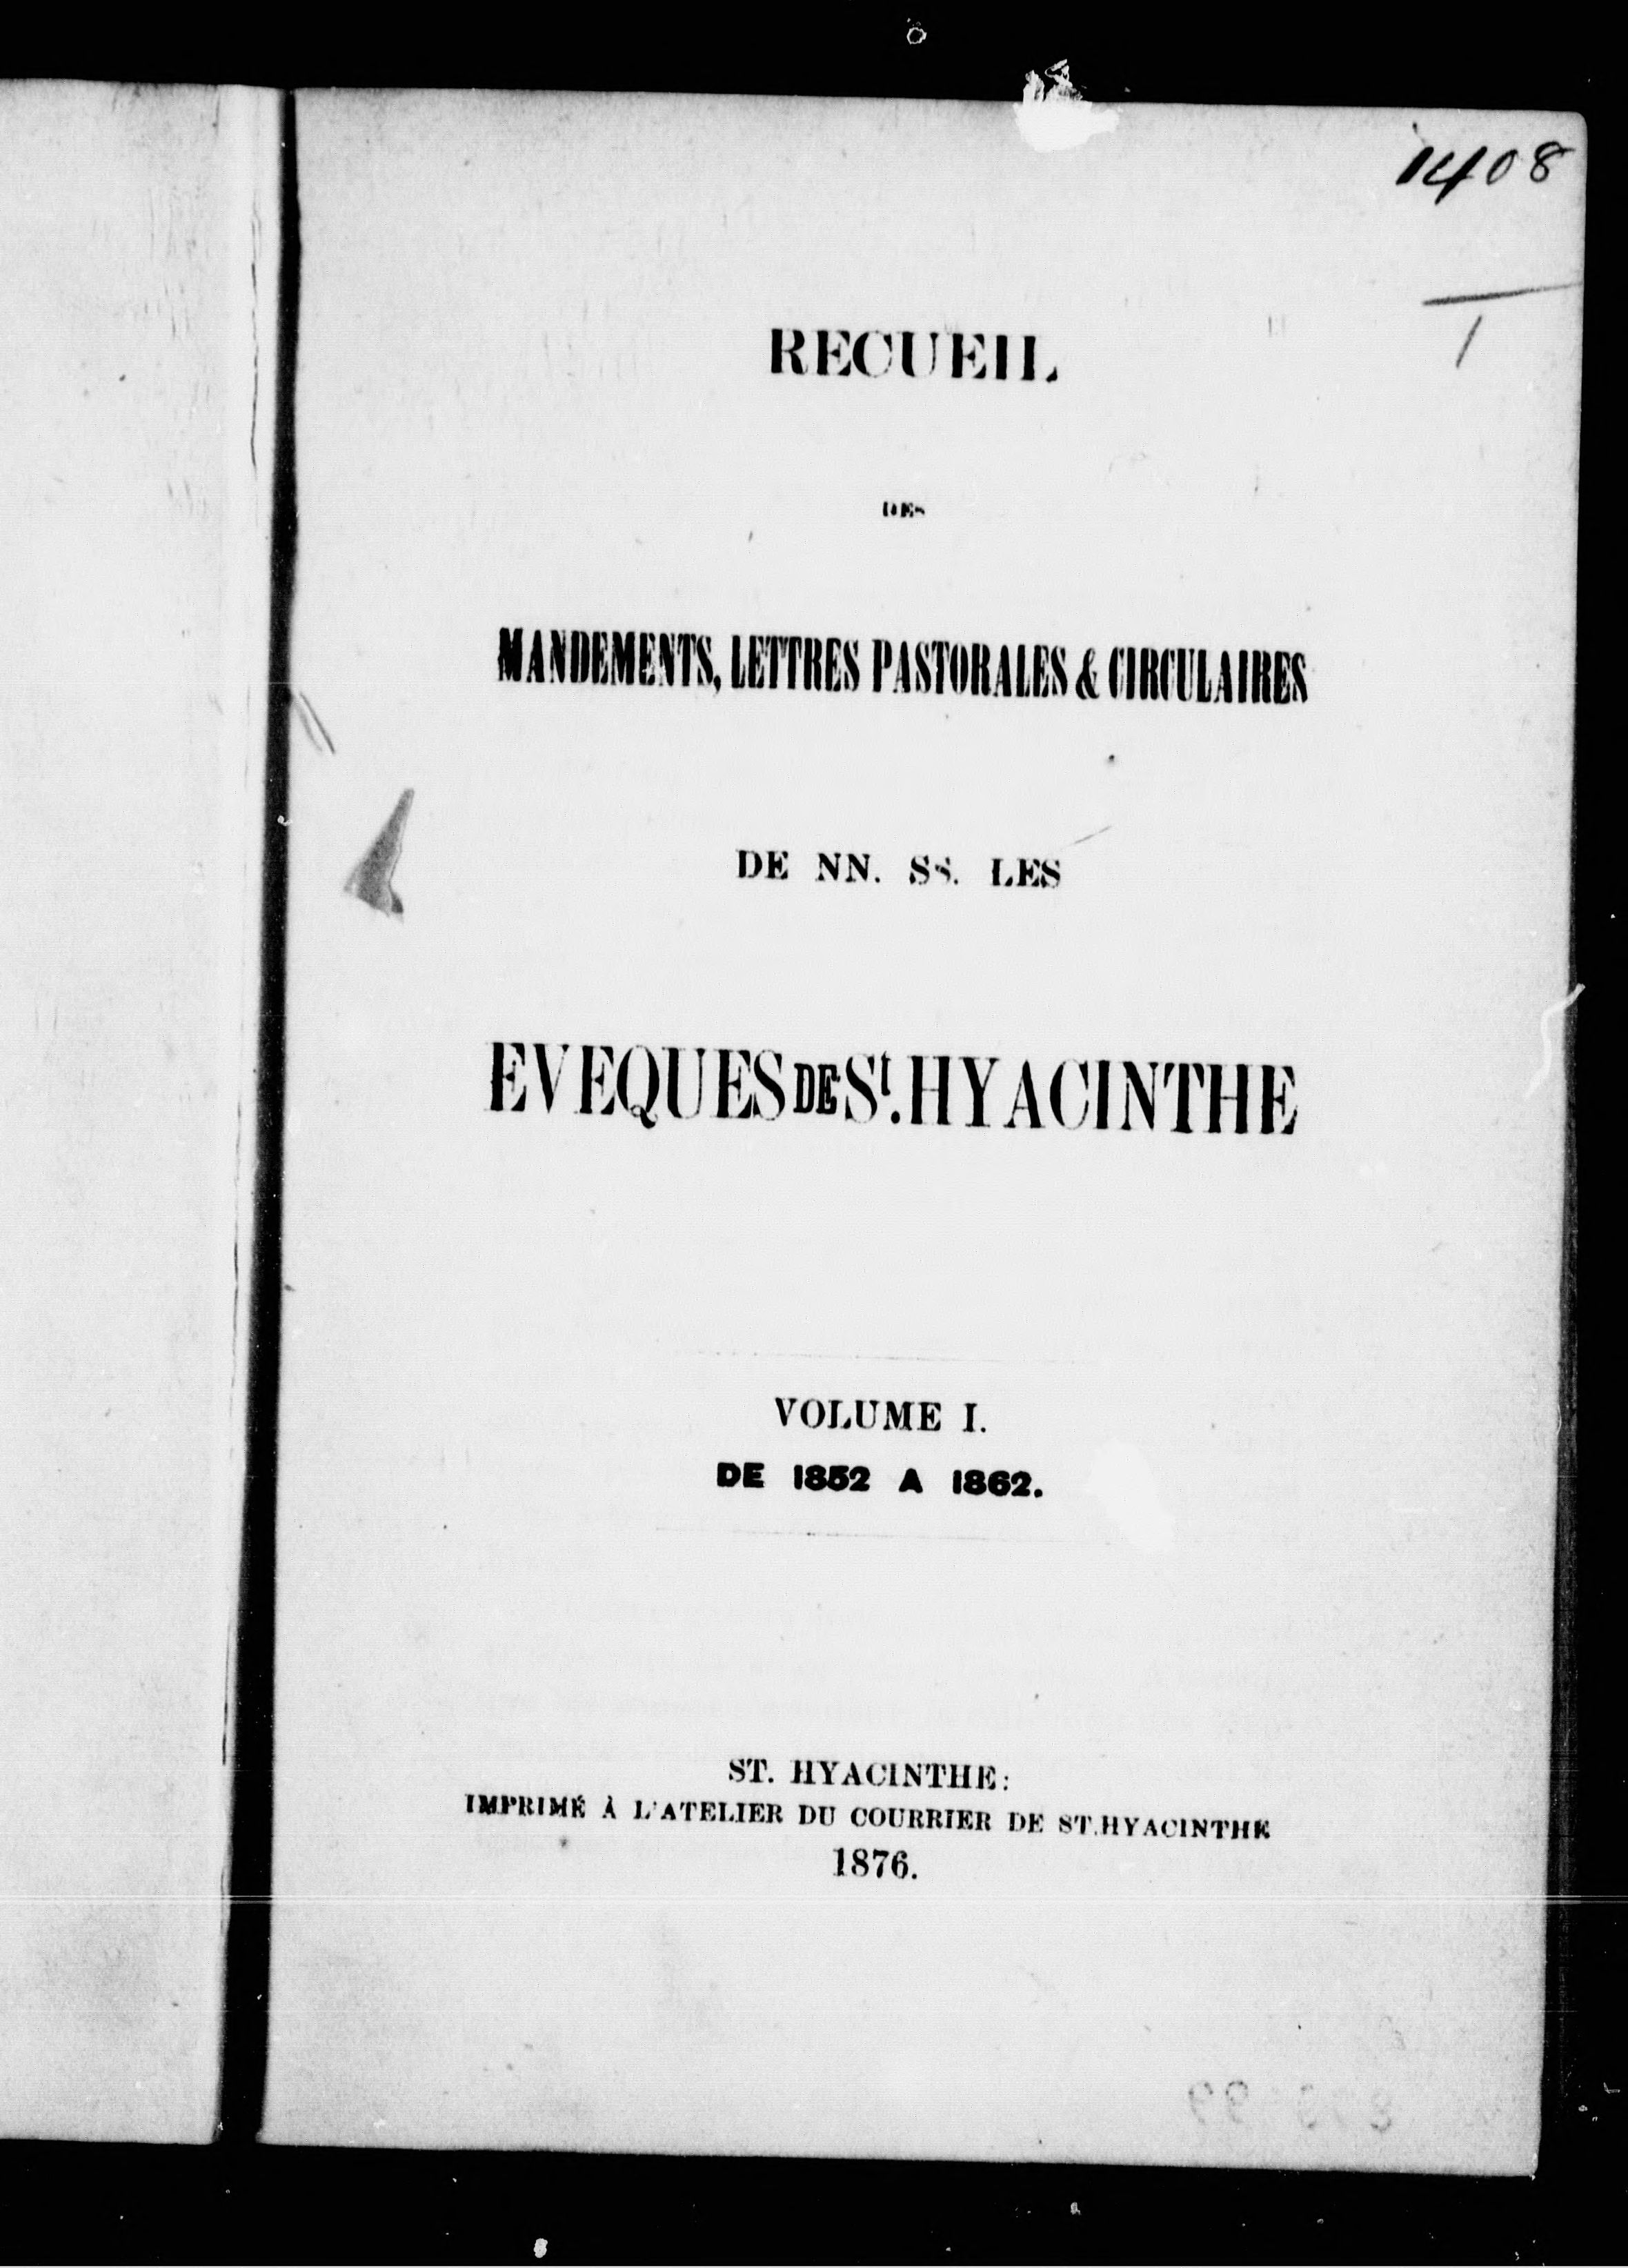 1408
1
RECUEIL
DES
MANDEMENTS, LETTRES PASTORALES & CIRCULAIRES
DE NN. SS. LES
EVEQUES DE St. HYACINTHE
VOLUME I.
DE 1852 A 1862.
ST. HYACINTHE:
IMPRIMÉ À L'ATELIER DU COURRIER DE ST. HYACINTHE
1876.